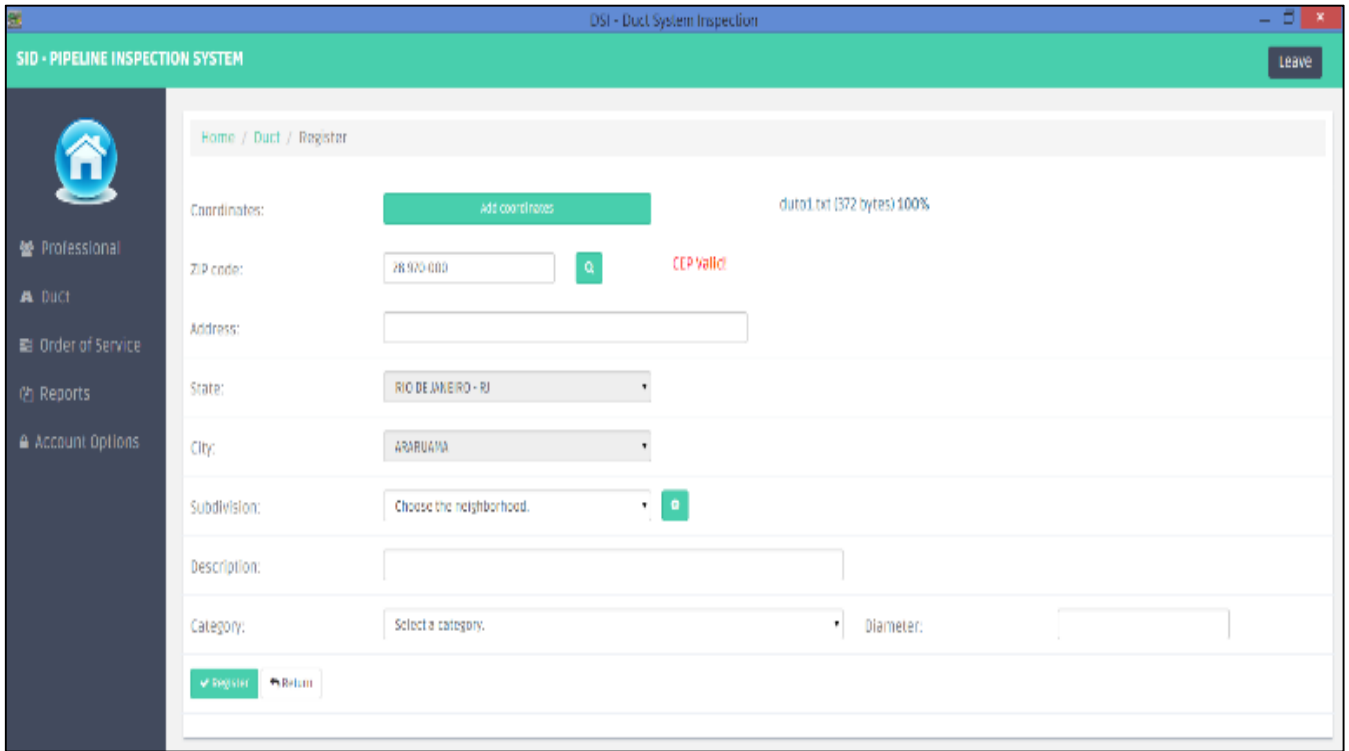 DSI - Duct System Inspection
SID - PIPELINE INSPECTION SYSTEM
Leave
Home / Duct / Register
Coordinates:
Add coordinates
duto1.txt (372 bytes) 100%
Professional
ZIP code:
28.970-000
CEP Valid!
Duct
Address:
Order of Service
State:
RIO DE JANEIRO - RJ
Reports
Account Options
City:
ARARUAMA
Subdivision:
Choose the neighborhood.
Description:
Category:
Select a category.
Diameter:
Register
Return